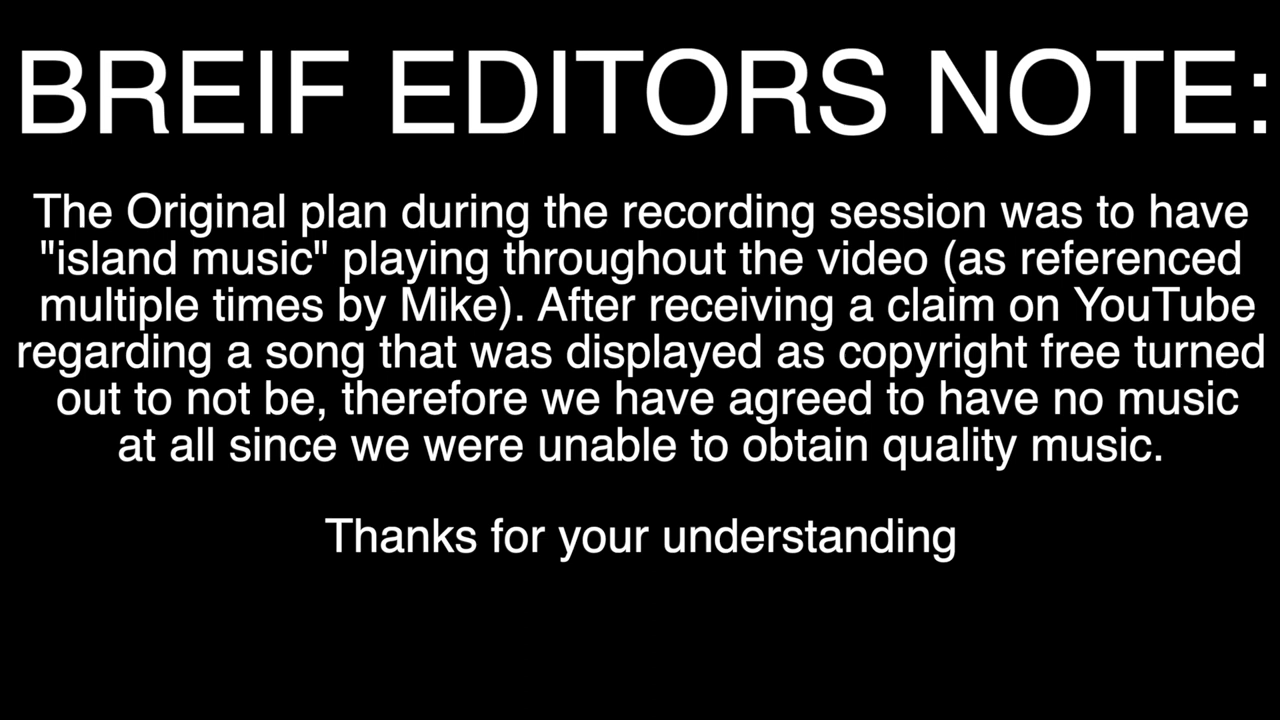 BREIF EDITORS NOTE:
The Original plan during the recording session was to have
"island music" playing throughout the video (as referenced
multiple times by Mike). After receiving a claim on YouTube
regarding a song that was displayed as copyright free turned
out to not be, therefore we have agreed to have no music
at all since we were unable to obtain quality music.
Thanks for your understanding